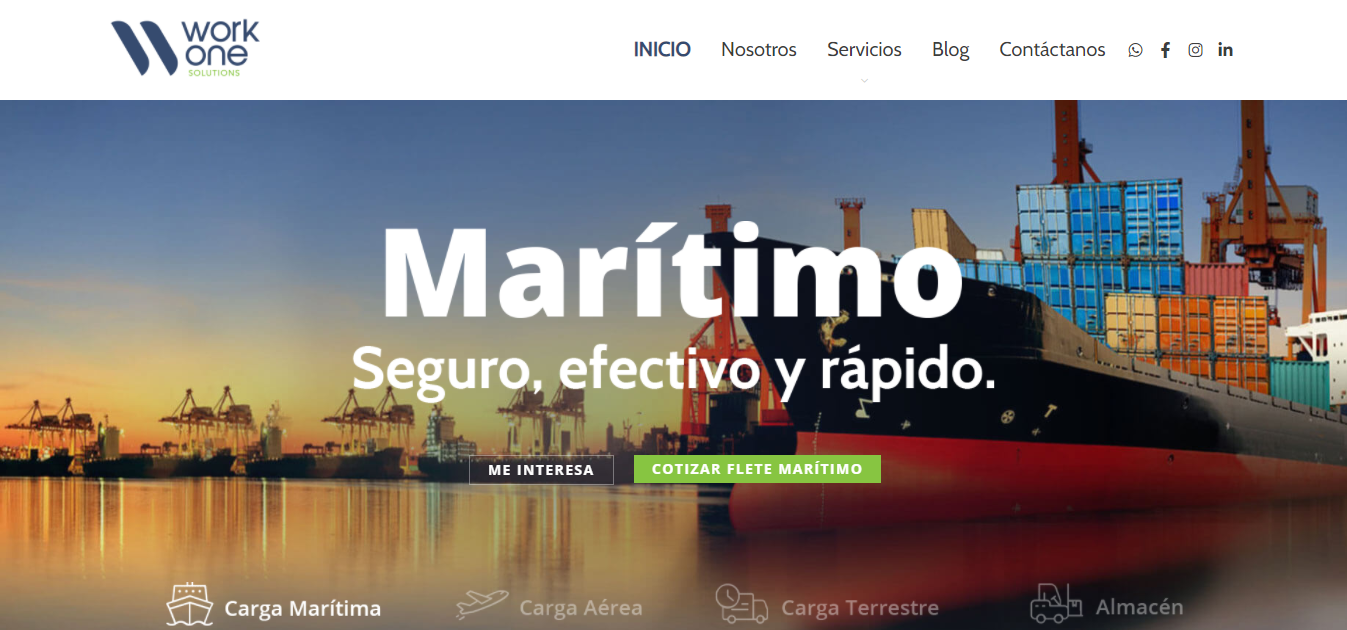 work
one
SOLUTIONS
INICIO Nosotros Servicios Blog Contáctanos
Marítimo
Seguro, efectivo y rápido.
ME INTERESA COTIZAR FLETE MARÍTIMO
Carga Marítima Carga Aérea Carga Terrestre Almacén